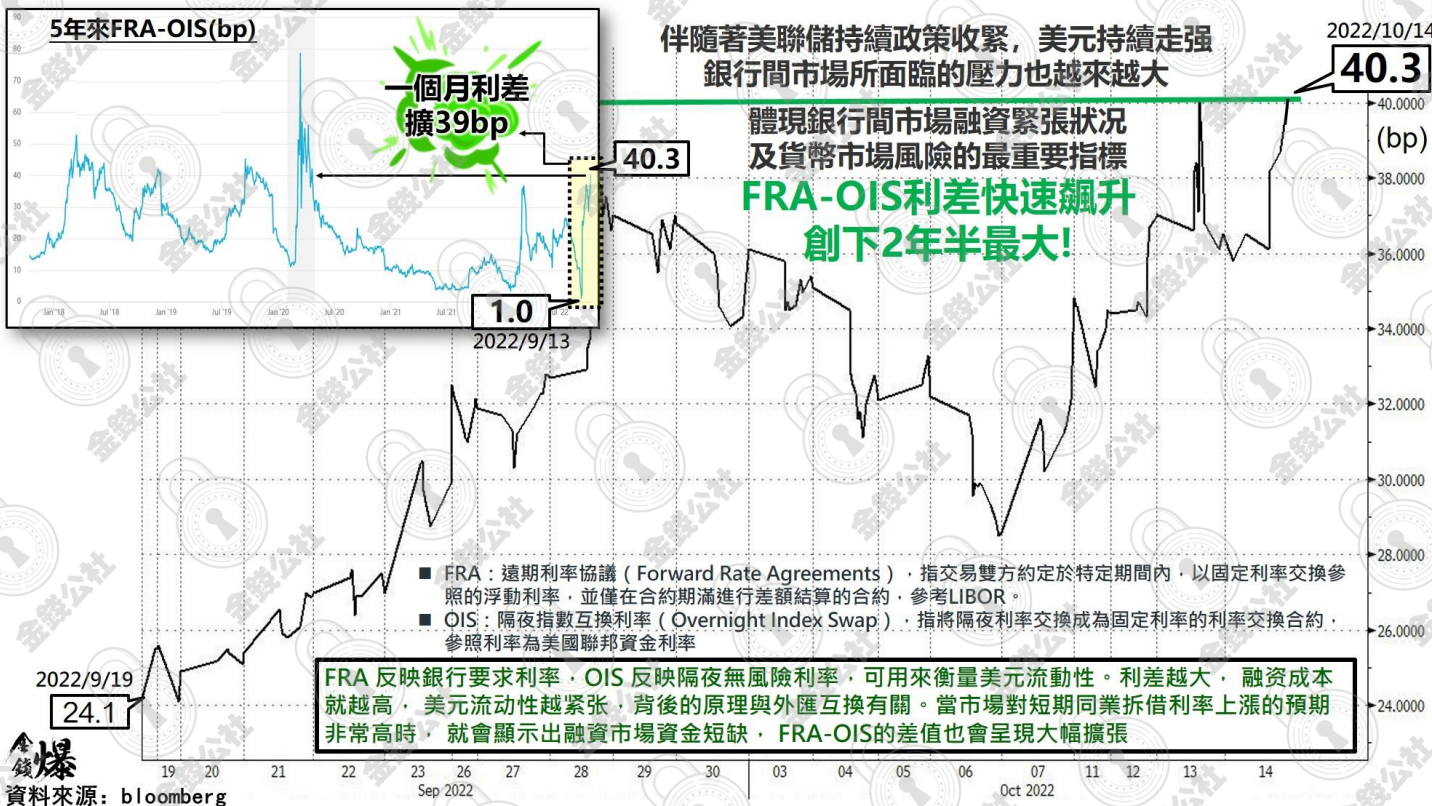 5年來FRA-OIS(bp)
90
80
70
60
50
40
30
20
10
0
Jan '18
Jul '18
Jan '19
Jul '19
Jan '20
Jul '20
Jan '21
Jul '21
Jul '22
一個月利差
擴39bp
40.3
1.0
2022/9/13
伴隨著美聯儲持續政策收緊，美元持續走强
銀行間市場所面臨的壓力也越來越大
體現銀行間市場融資緊張狀况
及貨幣市場風險的最重要指標
FRA-OIS利差快速飆升
創下2年半最大!
2022/10/14
40.3
40.0000
(bp)
38.0000
36.0000
34.0000
32.0000
30.0000
28.0000
26.0000
24.0000
■ FRA：遠期利率協議（Forward Rate Agreements），指交易雙方約定於特定期間內，以固定利率交換參
照的浮動利率，並僅在合約期滿進行差額結算的合約，參考LIBOR。
■ OIS：隔夜指數互換利率（Overnight Index Swap），指將隔夜利率交換成為固定利率的利率交換合約，
參照利率為美國聯邦資金利率
2022/9/19
24.1
FRA 反映銀行要求利率，OIS 反映隔夜無風險利率，可用來衡量美元流動性。利差越大， 融资成本
就越高， 美元流动性越紧张，背後的原理與外匯互換有關。當市場對短期同業拆借利率上漲的預期
非常高時， 就會顯示出融資市場資金短缺， FRA-OIS的差值也會呈現大幅擴張
19 20 21 22 23 26 27 28 29 30 03 04 05 06 07 11 12 13 14
Sep 2022
Oct 2022
金錢爆
資料來源：bloomberg
金錢公社